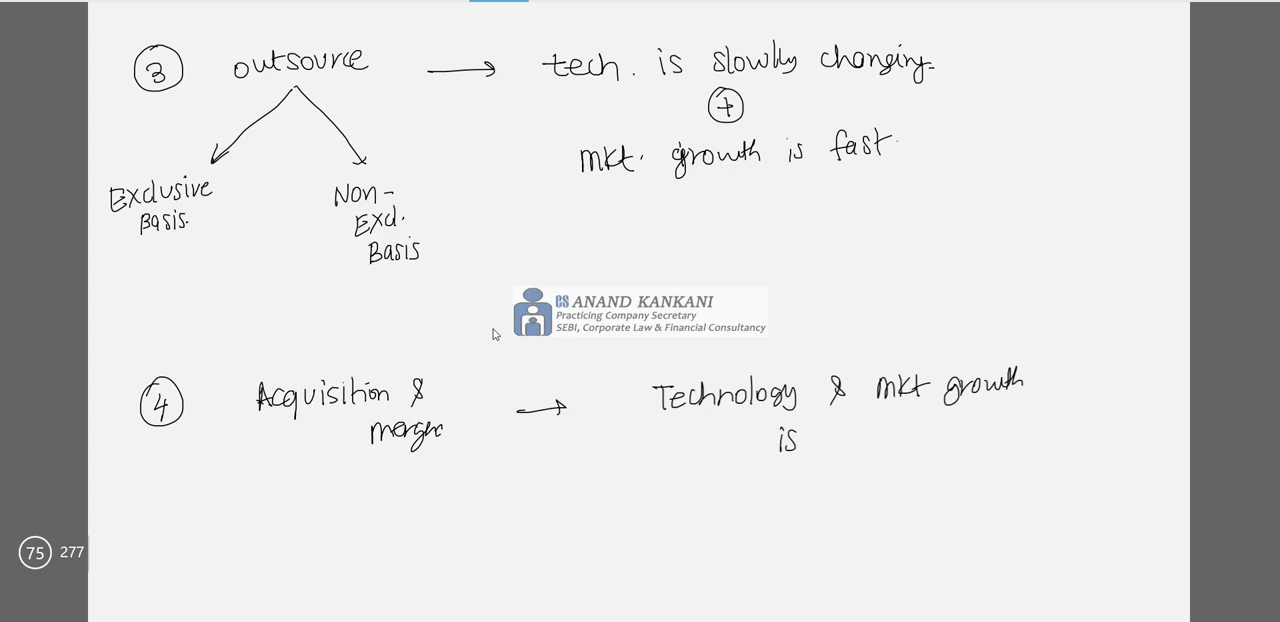 3 outsource → tech. is slowly changing.
+
mkt. growth is fast.
Exclusive Basis.
Non-
Excl.
Basis
CS ANAND KANKANI
Practicing Company Secretary
SEBI, Corporate Law & Financial Consultancy
4 Acquisition & → Technology & mkt growth
merger is
75 277